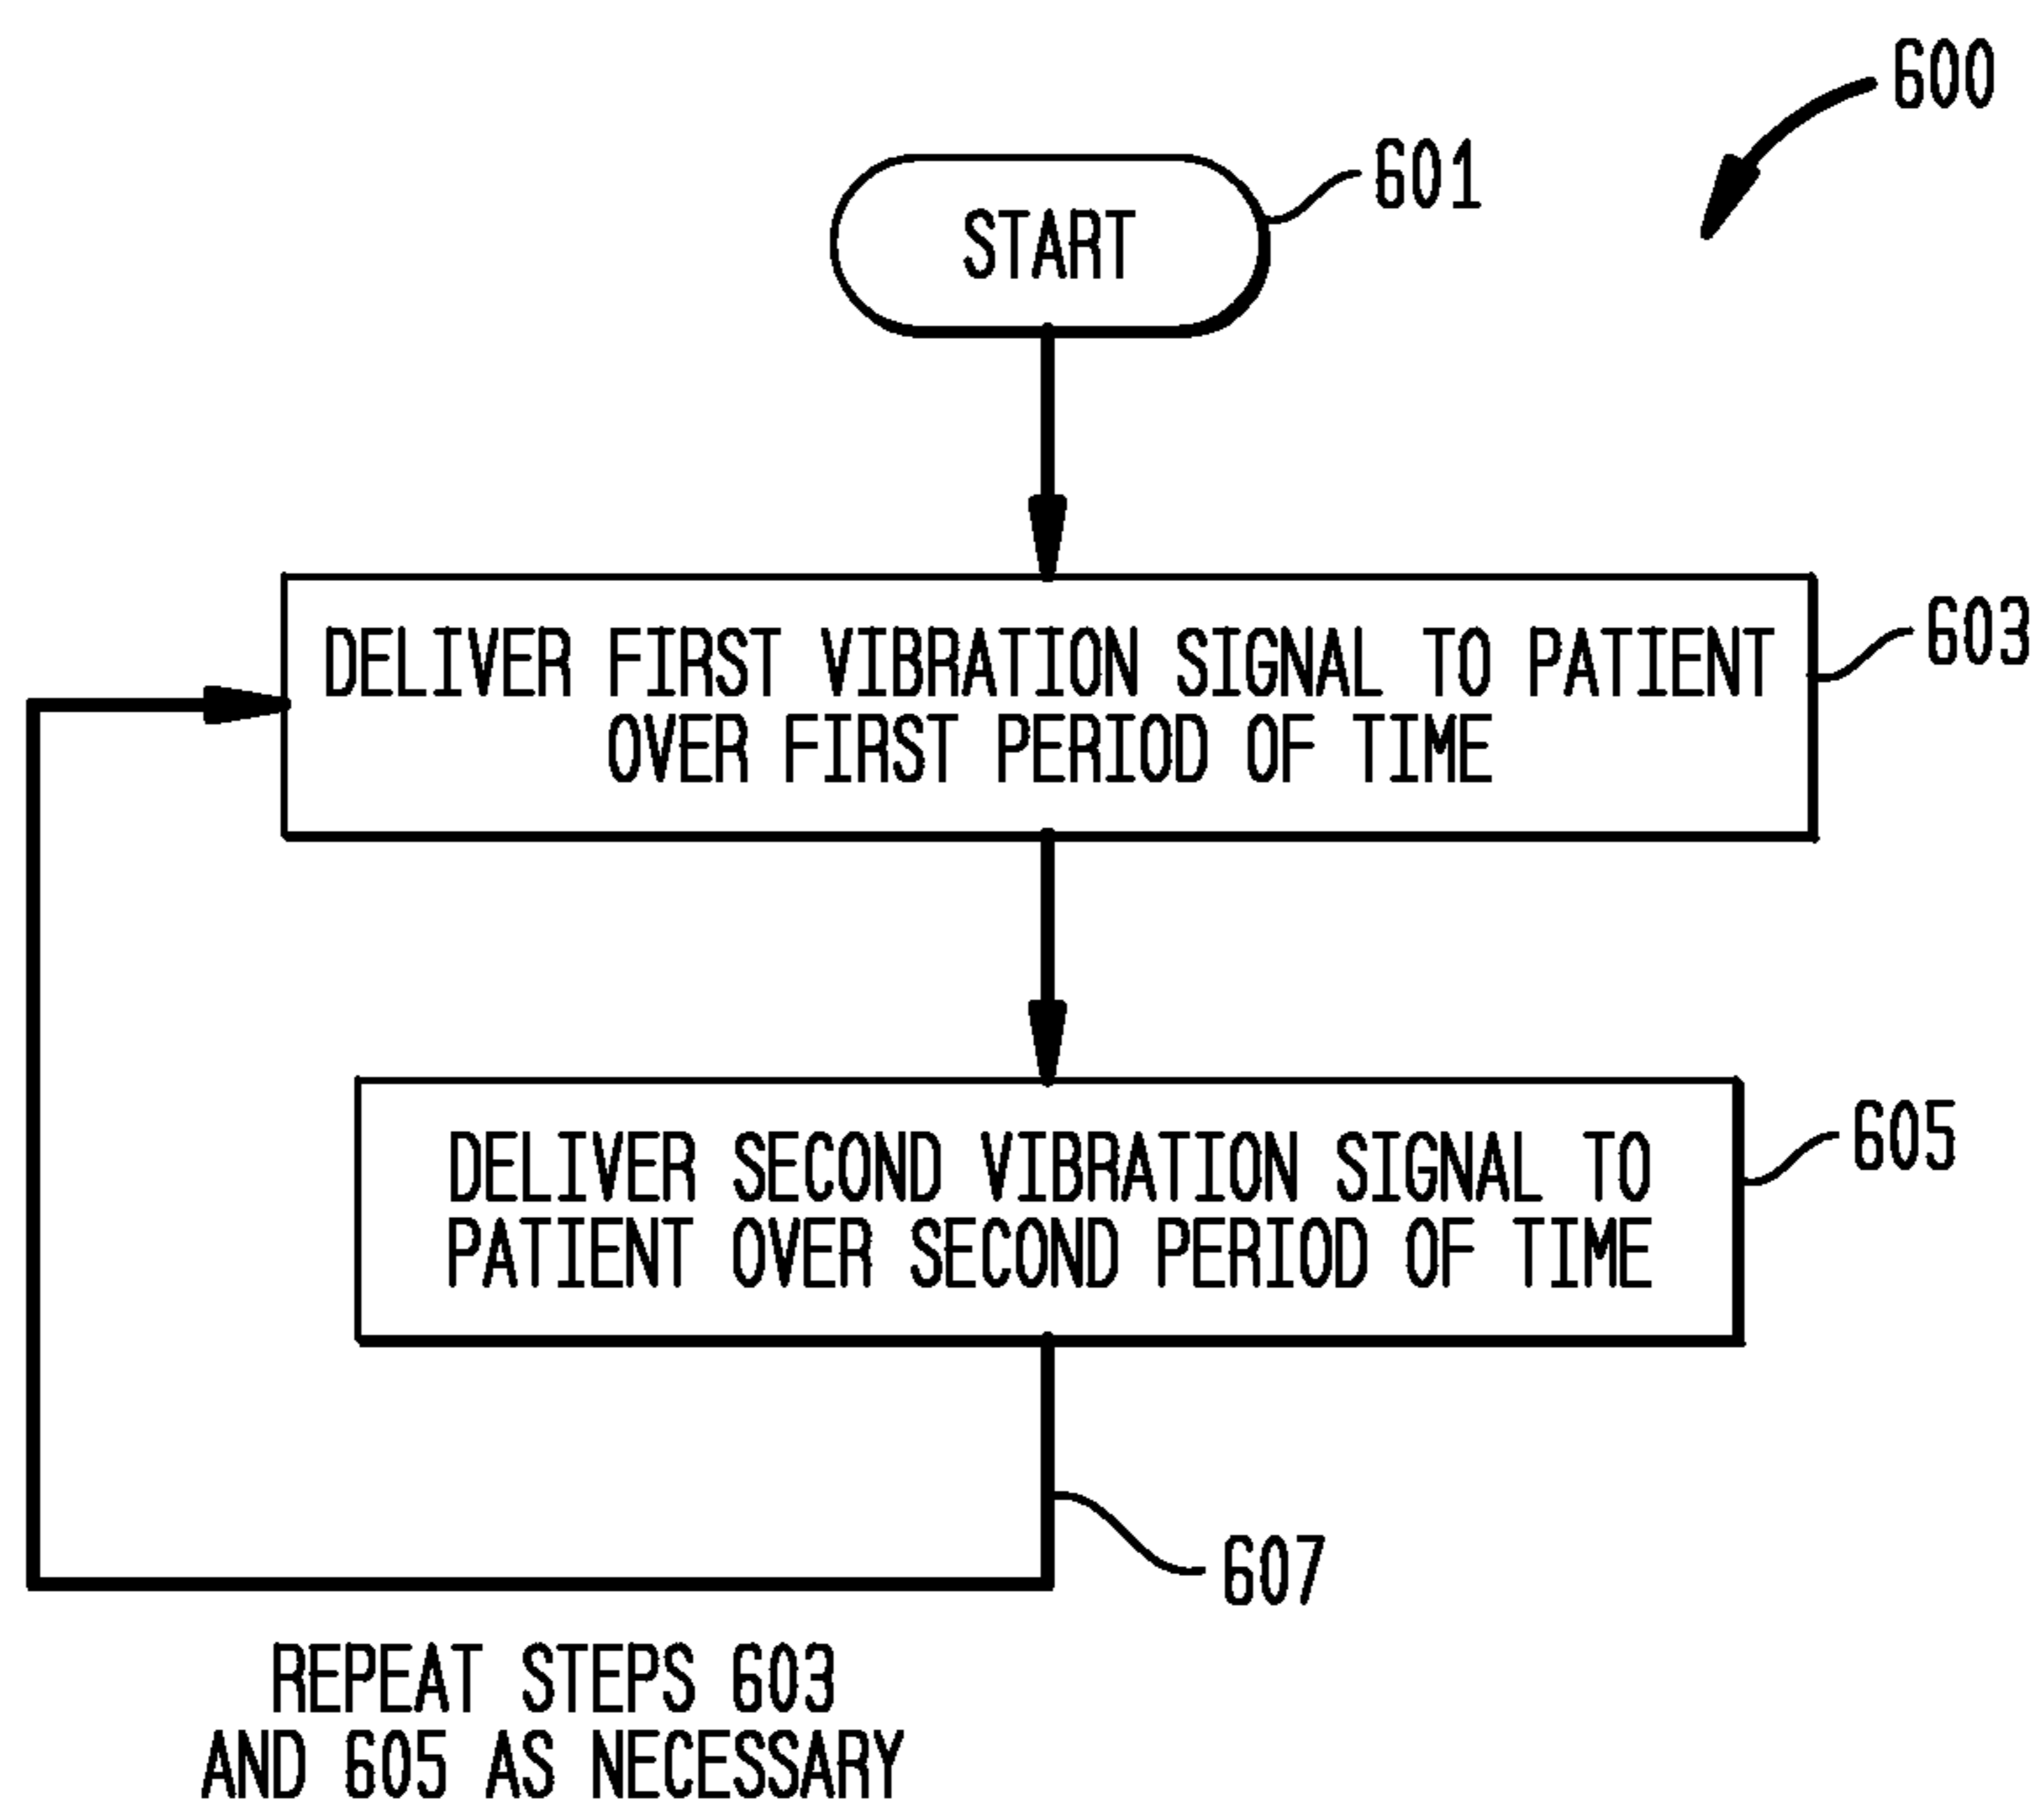 600
601
START
603
DELIVER FIRST VIBRATION SIGNAL TO PATIENT
OVER FIRST PERIOD OF TIME
605
DELIVER SECOND VIBRATION SIGNAL TO
PATIENT OVER SECOND PERIOD OF TIME
607
REPEAT STEPS 603
AND 605 AS NECESSARY